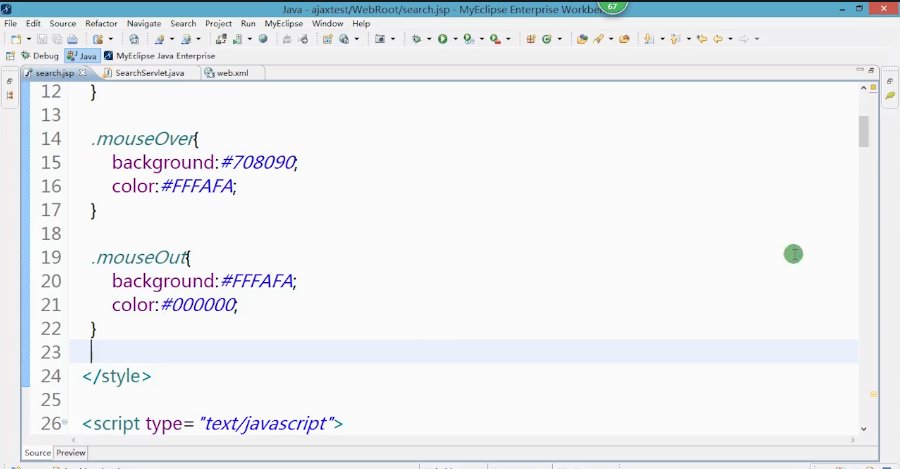 67
Java - ajaxtest/WebRoot/search.jsp - MyEclipse Enterprise Workbe
File Edit Source Refactor Navigate Search Project Run MyEclipse Window Help
Debug Java MyEclipse Java Enterprise
search.jsp SearchServlet.java web.xml
12 }
13
14 .mouseOver{
15 background:#708090;
16 color:#FFFAFA;
17 }
18
19 .mouseOut{
20 background:#FFFAFA;
21 color:#000000;
22 }
23
24 </style>
25
26 <script type="text/javascript">
Source Preview